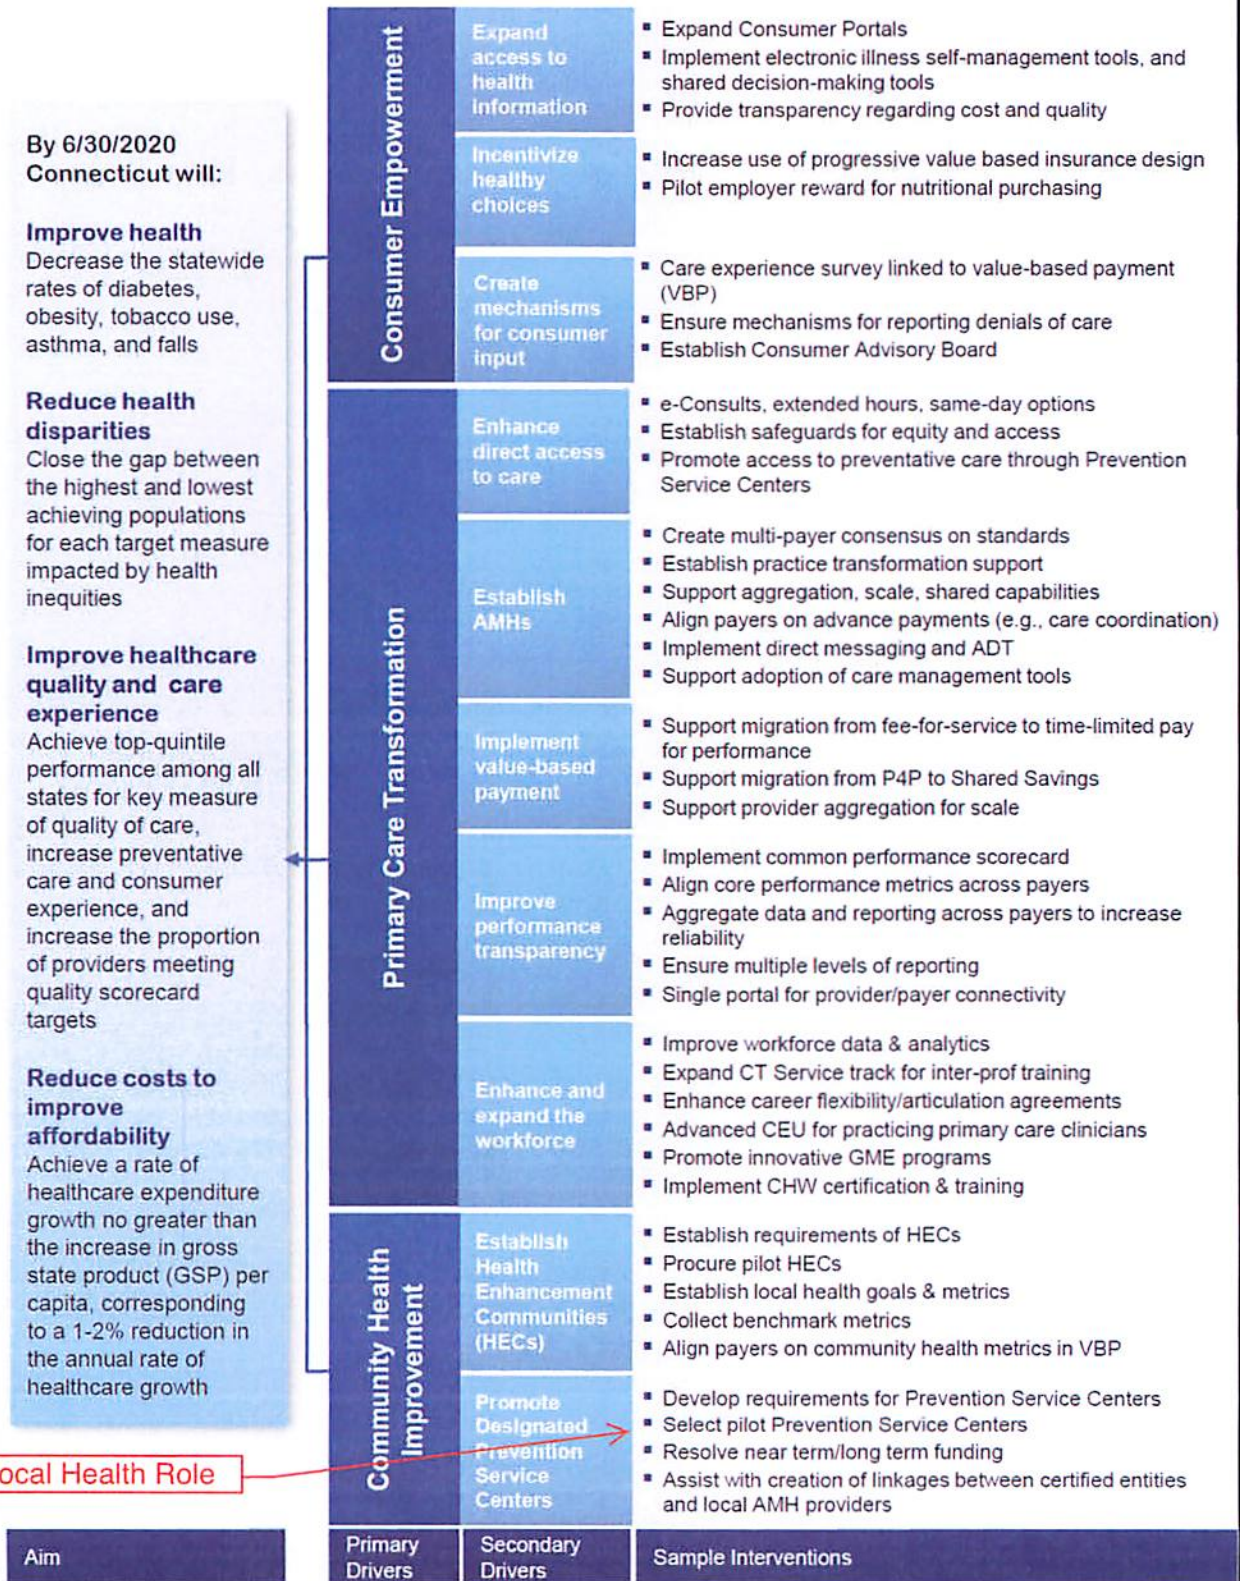 By 6/30/2020
Connecticut will:
Improve health
Decrease the statewide
rates of diabetes,
obesity, tobacco use,
asthma, and falls
Reduce health
disparities
Close the gap between
the highest and lowest
achieving populations
for each target measure
impacted by health
inequities
Improve healthcare
quality and care
experience
Achieve top-quintile
performance among all
states for key measure
of quality of care,
increase preventative
care and consumer
experience, and
increase the proportion
of providers meeting
quality scorecard
targets
Reduce costs to
improve
affordability
Achieve a rate of
healthcare expenditure
growth no greater than
the increase in gross
state product (GSP) per
capita, corresponding
to a 1-2% reduction in
the annual rate of
healthcare growth
ocal Health Role
Aim
Consumer Empowerment
Expand
access to
health
information
▪ Expand Consumer Portals
▪ Implement electronic illness self-management tools, and
shared decision-making tools
▪ Provide transparency regarding cost and quality
Incentivize
healthy
choices
▪ Increase use of progressive value based insurance design
▪ Pilot employer reward for nutritional purchasing
Create
mechanisms
for consumer
input
▪ Care experience survey linked to value-based payment
(VBP)
▪ Ensure mechanisms for reporting denials of care
▪ Establish Consumer Advisory Board
Primary Care Transformation
Enhance
direct access
to care
▪ e-Consults, extended hours, same-day options
▪ Establish safeguards for equity and access
▪ Promote access to preventative care through Prevention
Service Centers
Establish
AMHs
▪ Create multi-payer consensus on standards
▪ Establish practice transformation support
▪ Support aggregation, scale, shared capabilities
▪ Align payers on advance payments (e.g., care coordination)
▪ Implement direct messaging and ADT
▪ Support adoption of care management tools
Implement
value-based
payment
▪ Support migration from fee-for-service to time-limited pay
for performance
▪ Support migration from P4P to Shared Savings
▪ Support provider aggregation for scale
Improve
performance
transparency
▪ Implement common performance scorecard
▪ Align core performance metrics across payers
▪ Aggregate data and reporting across payers to increase
reliability
▪ Ensure multiple levels of reporting
▪ Single portal for provider/payer connectivity
Enhance and
expand the
workforce
▪ Improve workforce data & analytics
▪ Expand CT Service track for inter-prof training
▪ Enhance career flexibility/articulation agreements
▪ Advanced CEU for practicing primary care clinicians
▪ Promote innovative GME programs
▪ Implement CHW certification & training
Community Health
Improvement
Establish
Health
Enhancement
Communities
(HECs)
▪ Establish requirements of HECs
▪ Procure pilot HECs
▪ Establish local health goals & metrics
▪ Collect benchmark metrics
▪ Align payers on community health metrics in VBP
Promote
Designated
Prevention
Service
Centers
▪ Develop requirements for Prevention Service Centers
▪ Select pilot Prevention Service Centers
▪ Resolve near term/long term funding
▪ Assist with creation of linkages between certified entities
and local AMH providers
Primary
Drivers
Secondary
Drivers
Sample Interventions